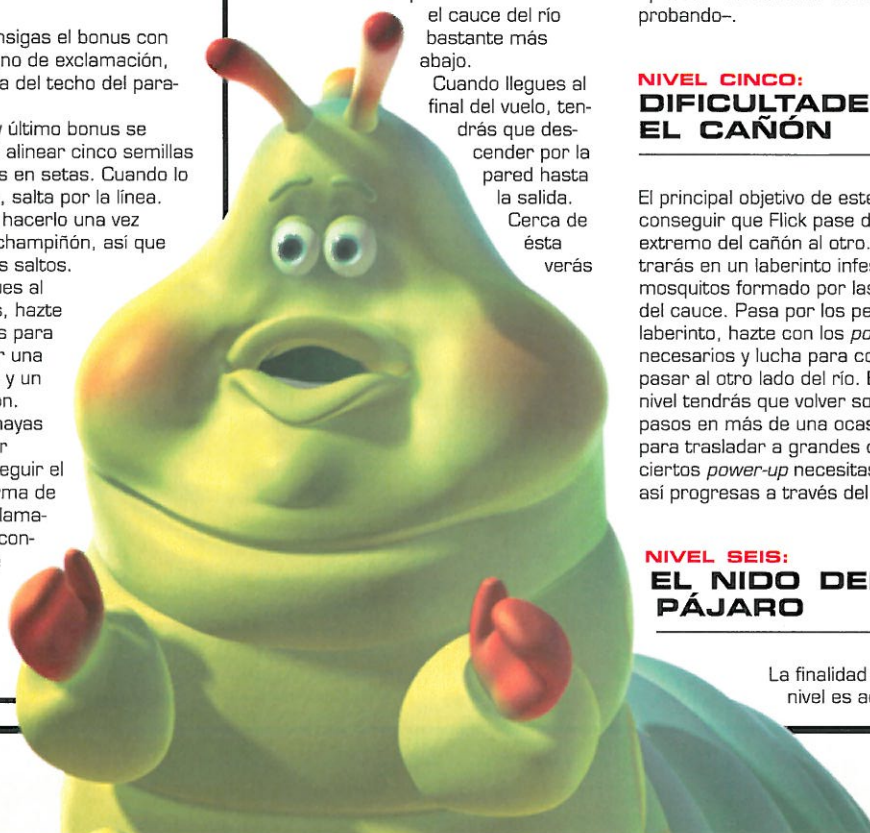 nsigas el bonus con
no de exclamación,
a del techo del para-
y último bonus se
alinear cinco semillas
s en setas. Cuando lo
, salta por la línea.
hacerlo una vez
champiñón, así que
s saltos.
es al
s, hazte
s para
r una
y un
ón.
hayas
r
eguir el
rma de
lama-
con-
el cauce del río
bastante más
abajo.
Cuando llegues al
final del vuelo, ten-
drás que des-
cender por la
pared hasta
la salida.
Cerca de
ésta
verás
probando–.
NIVEL CINCO:
DIFICULTADE
EL CAÑÓN
El principal objetivo de este
conseguir que Flick pase d
extremo del cañón al otro.
trarás en un laberinto infes
mosquitos formado por las
del cauce. Pasa por los pe
laberinto, hazte con los po
necesarios y lucha para co
pasar al otro lado del río. E
nivel tendrás que volver so
pasos en más de una ocas
para trasladar a grandes c
ciertos power-up necesitas
así progresas a través del
NIVEL SEIS:
EL NIDO DEL
PÁJARO
La finalidad
nivel es a